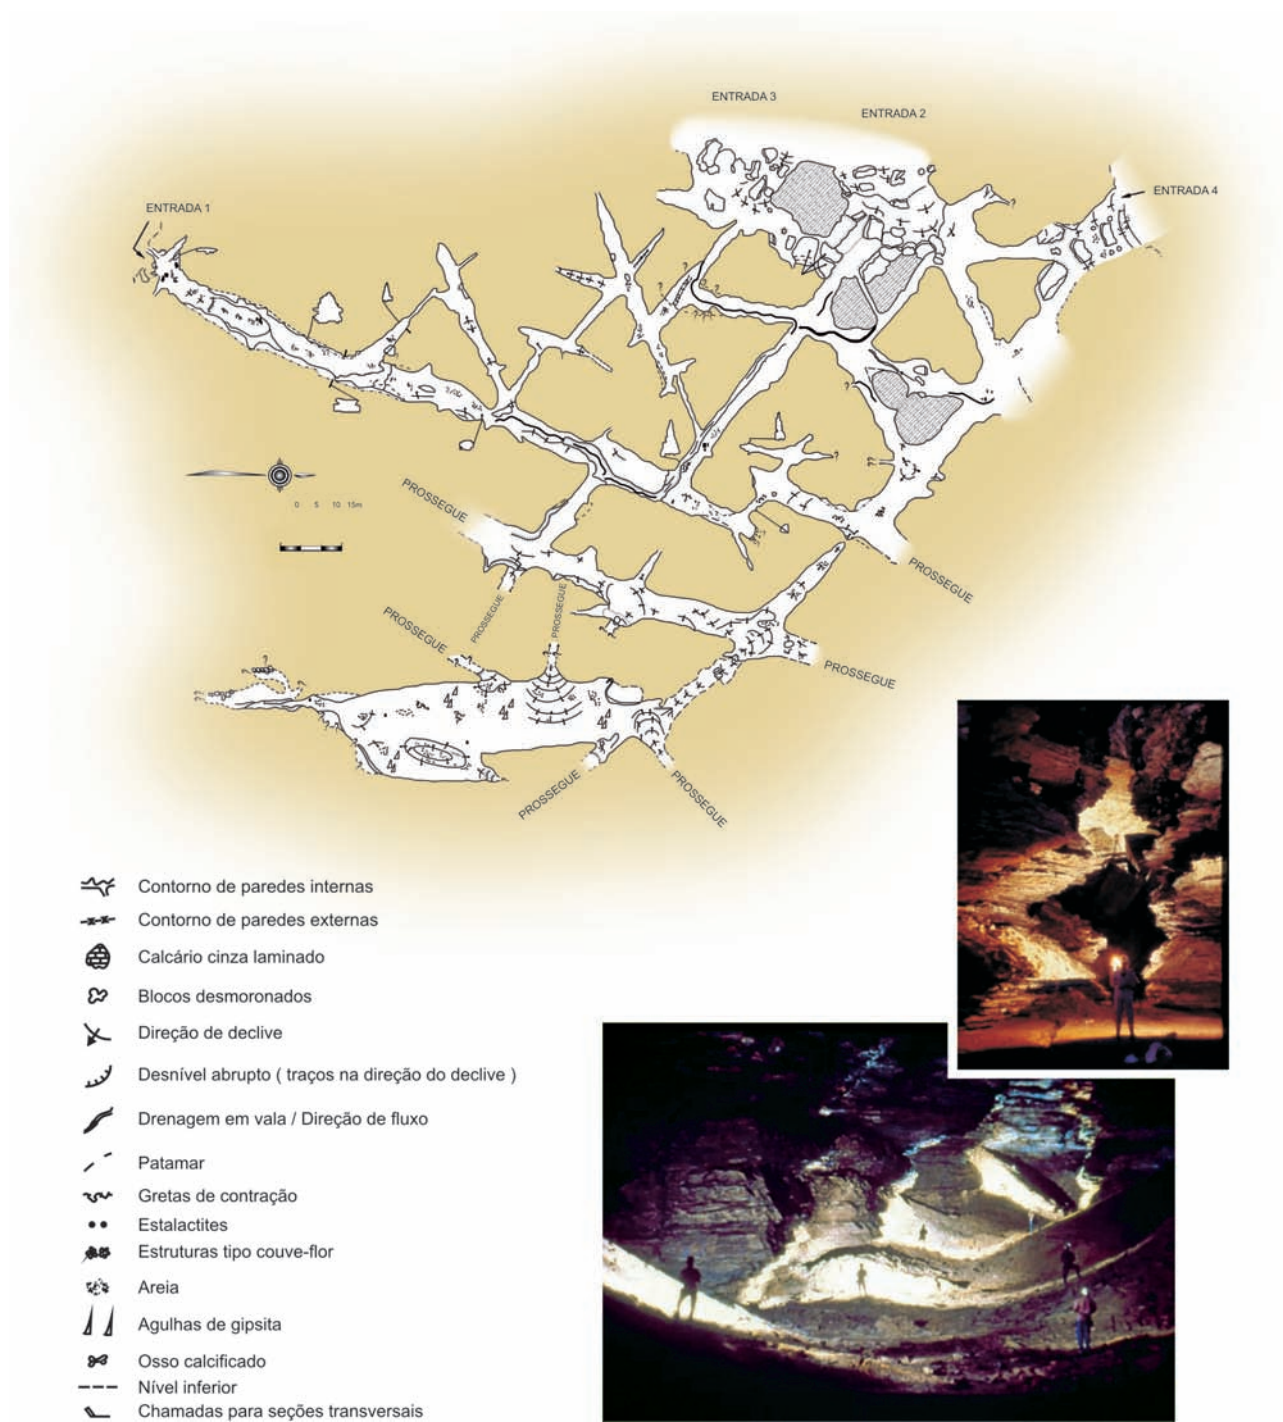 ENTRADA 3
ENTRADA 2
ENTRADA 4
ENTRADA 1
PROSSEGUE
0 5 10 15m
PROSSEGUE
PROSSEGUE
PROSSEGUE
PROSSEGUE
PROSSEGUE
PROSSEGUE
PROSSEGUE
Contorno de paredes internas
Contorno de paredes externas
Calcário cinza laminado
Blocos desmoronados
Direção de declive
Desnível abrupto ( traços na direção do declive )
Drenagem em vala / Direção de fluxo
Patamar
Gretas de contração
Estalactites
Estruturas tipo couve-flor
Areia
Agulhas de gipsita
Osso calcificado
Nível inferior
Chamadas para seções transversais